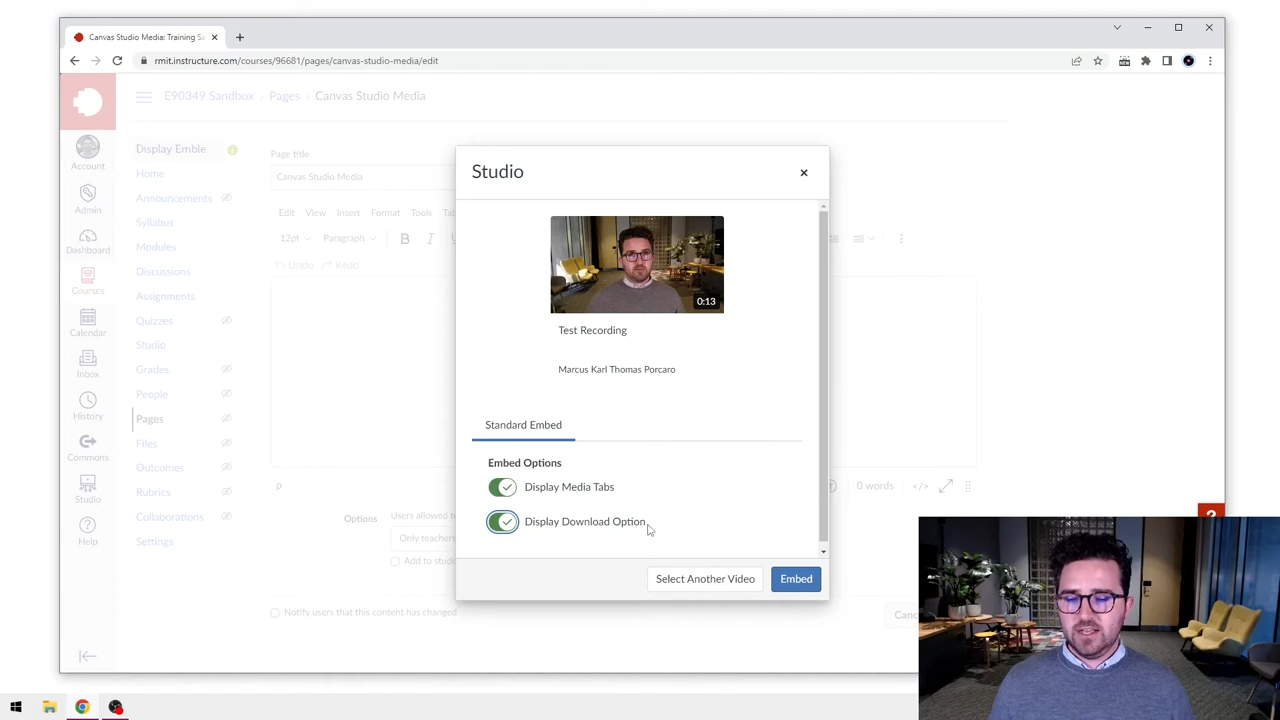 Canvas Studio Media: Training Sa
rmit.instructure.com/courses/96681/pages/canvas-studio-media/edit
E90349 Sandbox > Pages > Canvas Studio Media
Account
Admin
Dashboard
Courses
Calendar
Inbox
History
Commons
Studio
Help
Display Emble
Home
Announcements
Syllabus
Modules
Discussions
Assignments
Quizzes
Studio
Grades
People
Pages
Files
Outcomes
Rubrics
Collaborations
Settings
Page title
Canvas Studio Media
Edit View Insert Format Tools Tab
12pt Paragraph B I U
Undo Redo
p
0 words </>
Options
Users allowed to
Only teachers
Add to stude
Notify users that this content has changed
Canc
Studio
0:13
Test Recording
Marcus Karl Thomas Porcaro
Standard Embed
Embed Options
Display Media Tabs
Display Download Option
Select Another Video
Embed
?